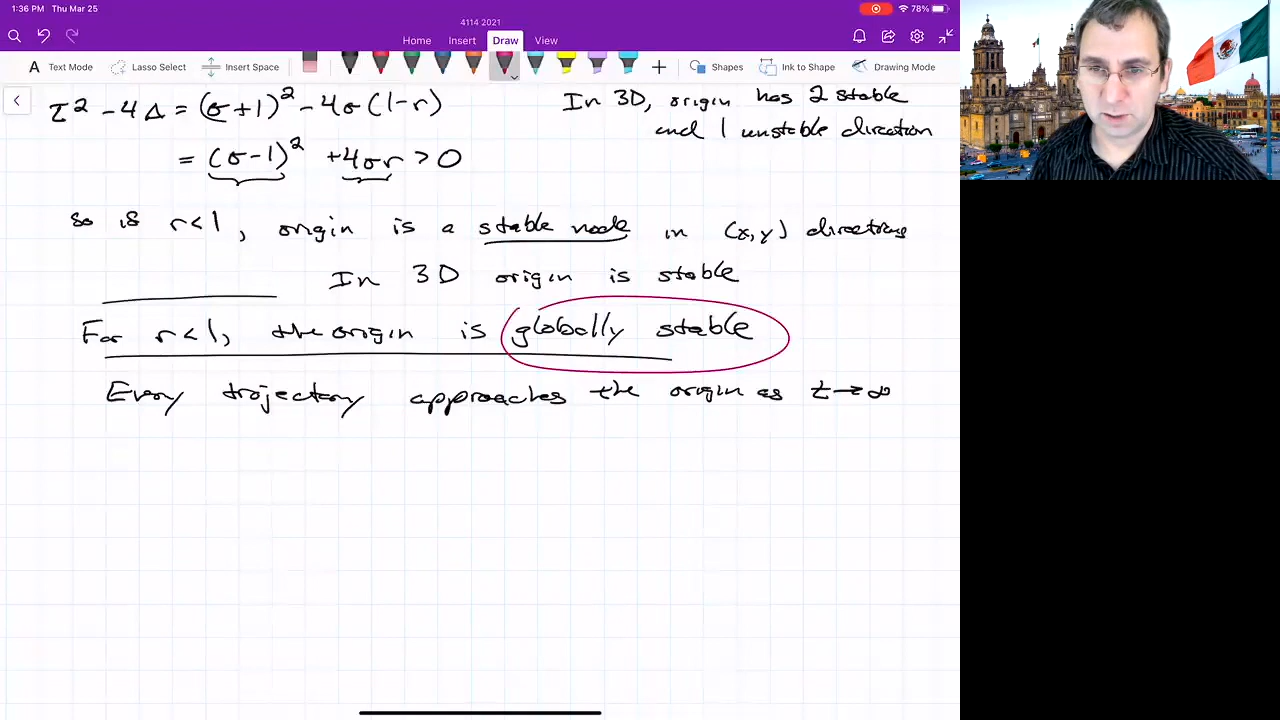 1:36 PM Thu Mar 25
78%
4114 2021
Home Insert Draw View
Text Mode Lasso Select Insert Space Shapes Ink to Shape Drawing Mode
τ² - 4Δ = (σ+1)² - 4σ(1-r)
In 3D, origin has 2 stable
and 1 unstable direction
= (σ-1)² + 4σr > 0
so is r<1, origin is a stable node in (x,y) directions
In 3D origin is stable
For r<1, the origin is globally stable
Every trajectory approaches the origin as t→∞